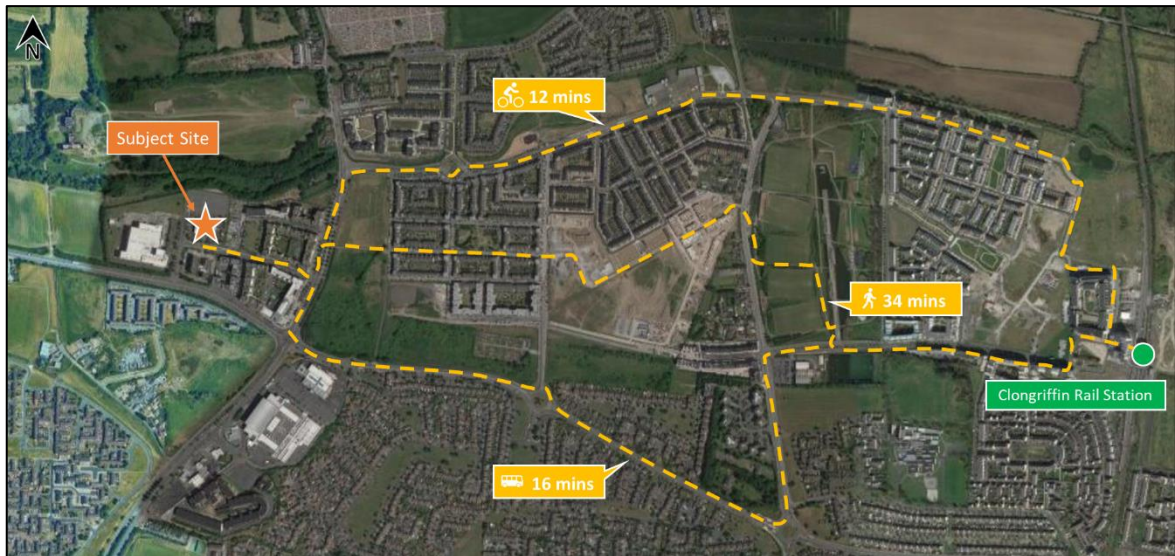 N
12 mins
Subject Site
34 mins
Clongriffin Rail Station
16 mins